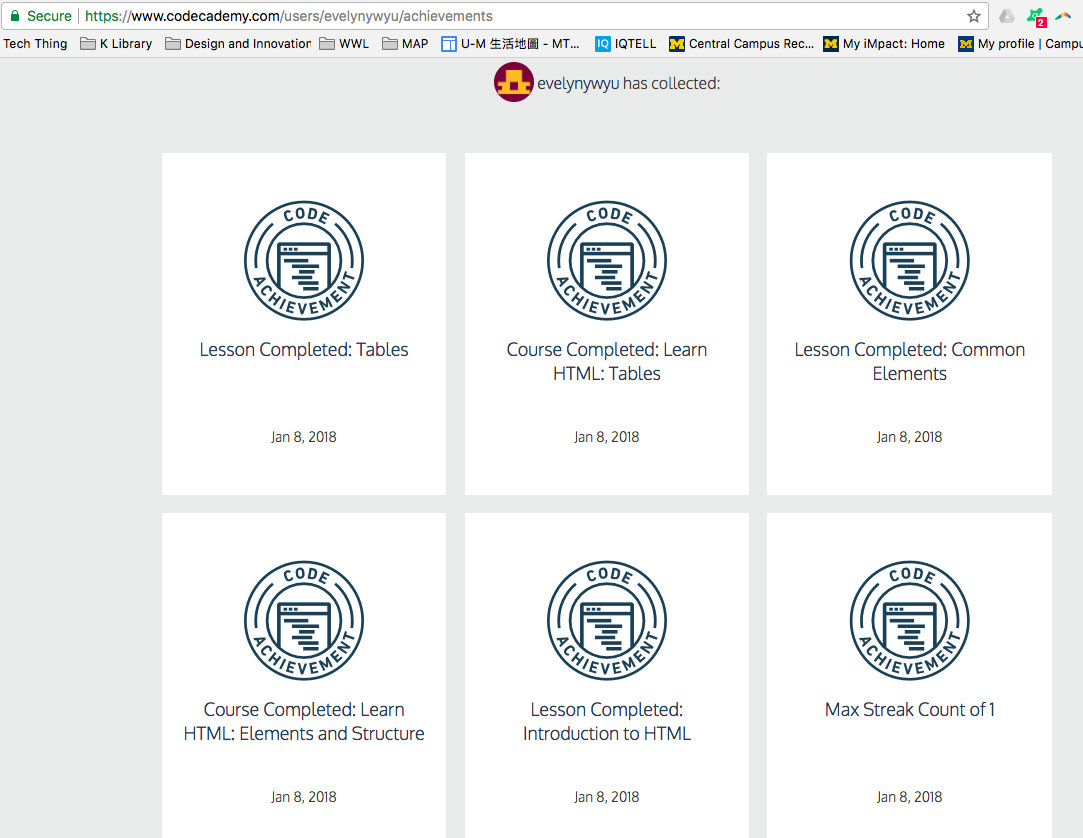 Secure https://www.codecademy.com/users/evelynywyu/achievements
2
Tech Thing K Library Design and Innovation WWL MAP U-M 生活地圖 - MT... IQ IQTELL Central Campus Rec... My iMpact: Home My profile | Campu
evelynywyu has collected:
CODE ACHIEVEMENT
CODE ACHIEVEMENT
CODE ACHIEVEMENT
Lesson Completed: Tables
Course Completed: Learn
HTML: Tables
Lesson Completed: Common
Elements
Jan 8, 2018
Jan 8, 2018
Jan 8, 2018
CODE ACHIEVEMENT
CODE ACHIEVEMENT
CODE ACHIEVEMENT
Course Completed: Learn
HTML: Elements and Structure
Lesson Completed:
Introduction to HTML
Max Streak Count of 1
Jan 8, 2018
Jan 8, 2018
Jan 8, 2018